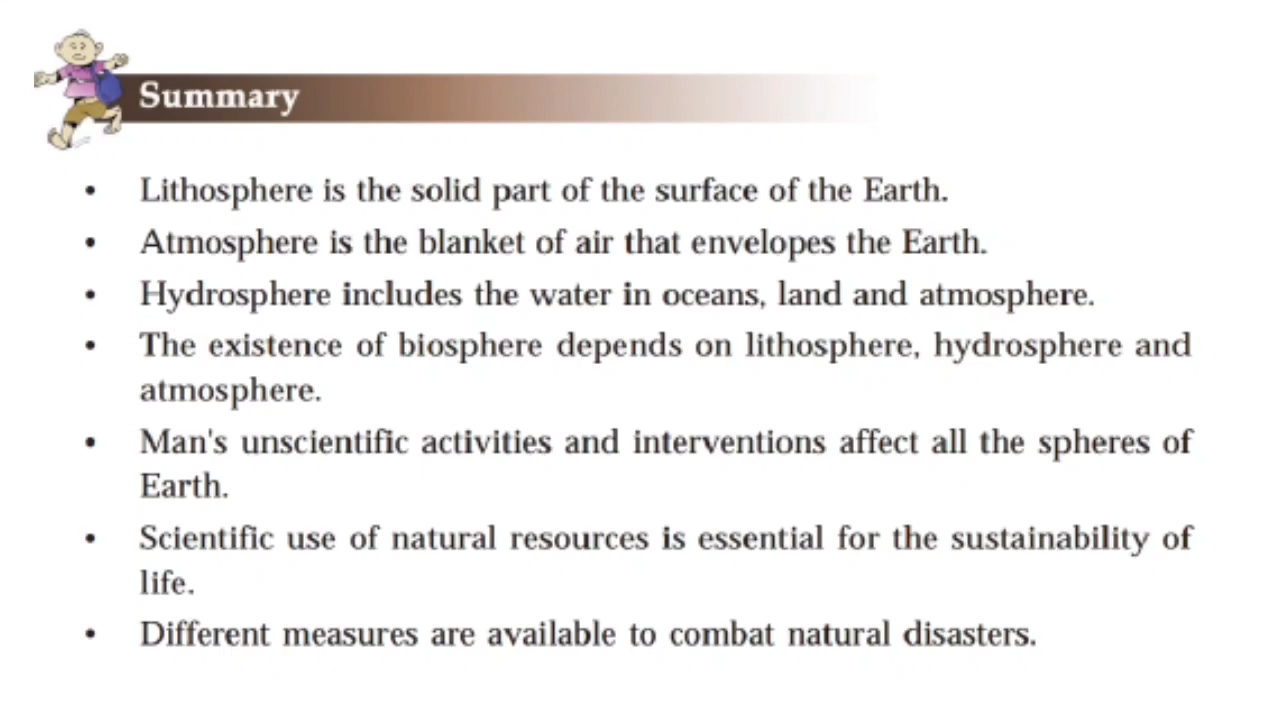 Summary
• Lithosphere is the solid part of the surface of the Earth.
• Atmosphere is the blanket of air that envelopes the Earth.
• Hydrosphere includes the water in oceans, land and atmosphere.
• The existence of biosphere depends on lithosphere, hydrosphere and
atmosphere.
• Man's unscientific activities and interventions affect all the spheres of
Earth.
• Scientific use of natural resources is essential for the sustainability of
life.
• Different measures are available to combat natural disasters.